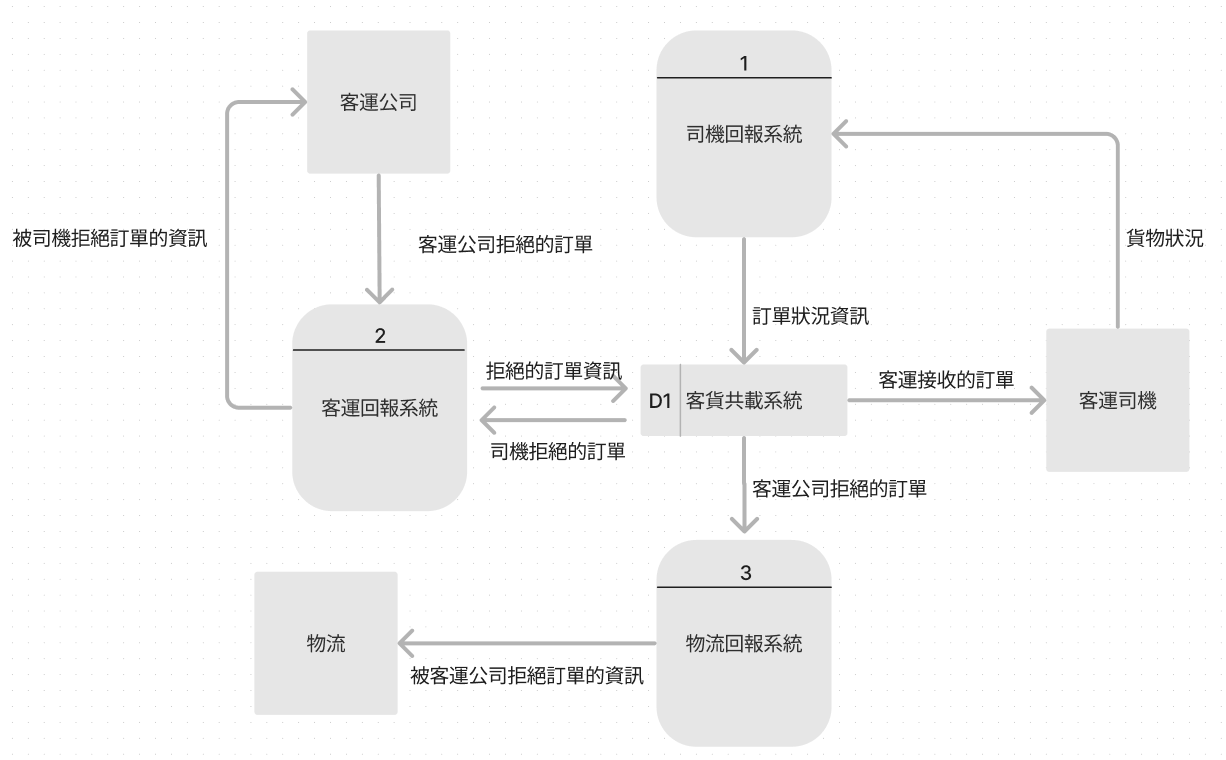 1
客運公司
司機回報系統
被司機拒絕訂單的資訊
客運公司拒絕的訂單
貨物狀況
訂單狀況資訊
2
拒絕的訂單資訊
客運接收的訂單
D1 客貨共載系統
客運回報系統
客運司機
司機拒絕的訂單
客運公司拒絕的訂單
3
物流
物流回報系統
被客運公司拒絕訂單的資訊